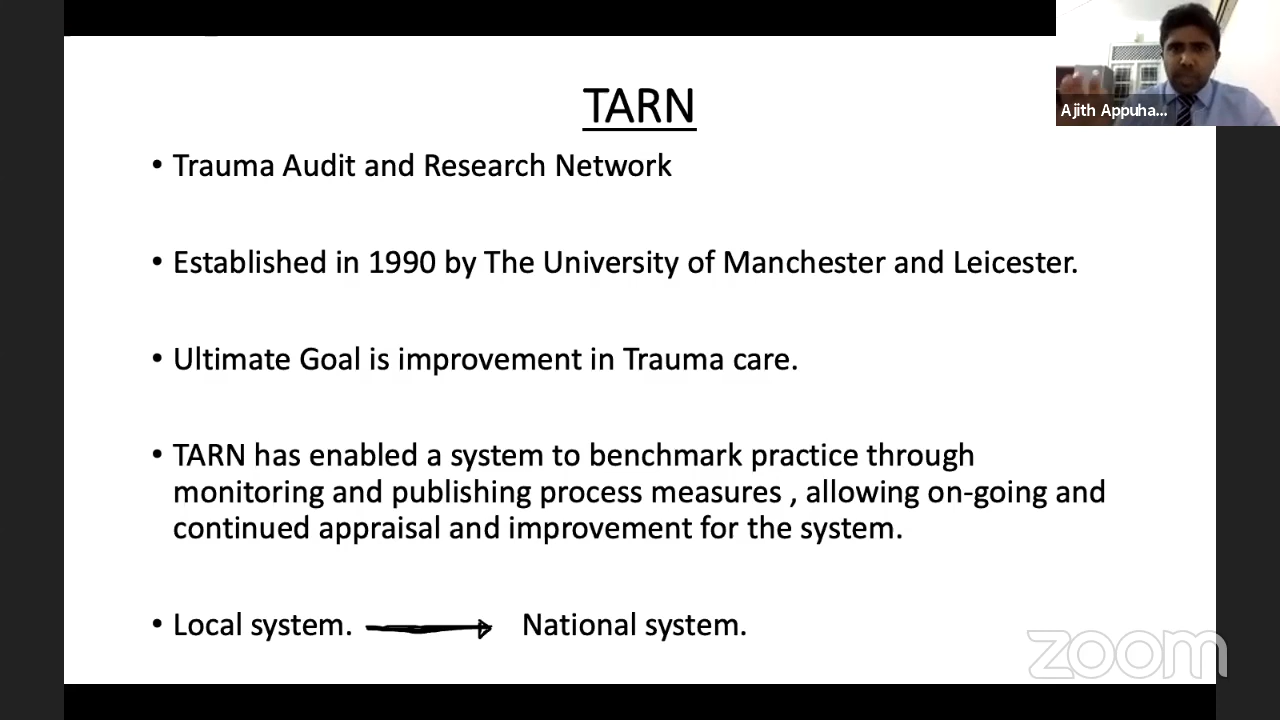 TARN
Ajith Appuha...
• Trauma Audit and Research Network
• Established in 1990 by The University of Manchester and Leicester.
• Ultimate Goal is improvement in Trauma care.
• TARN has enabled a system to benchmark practice through
monitoring and publishing process measures , allowing on-going and
continued appraisal and improvement for the system.
• Local system. → National system.
zoom